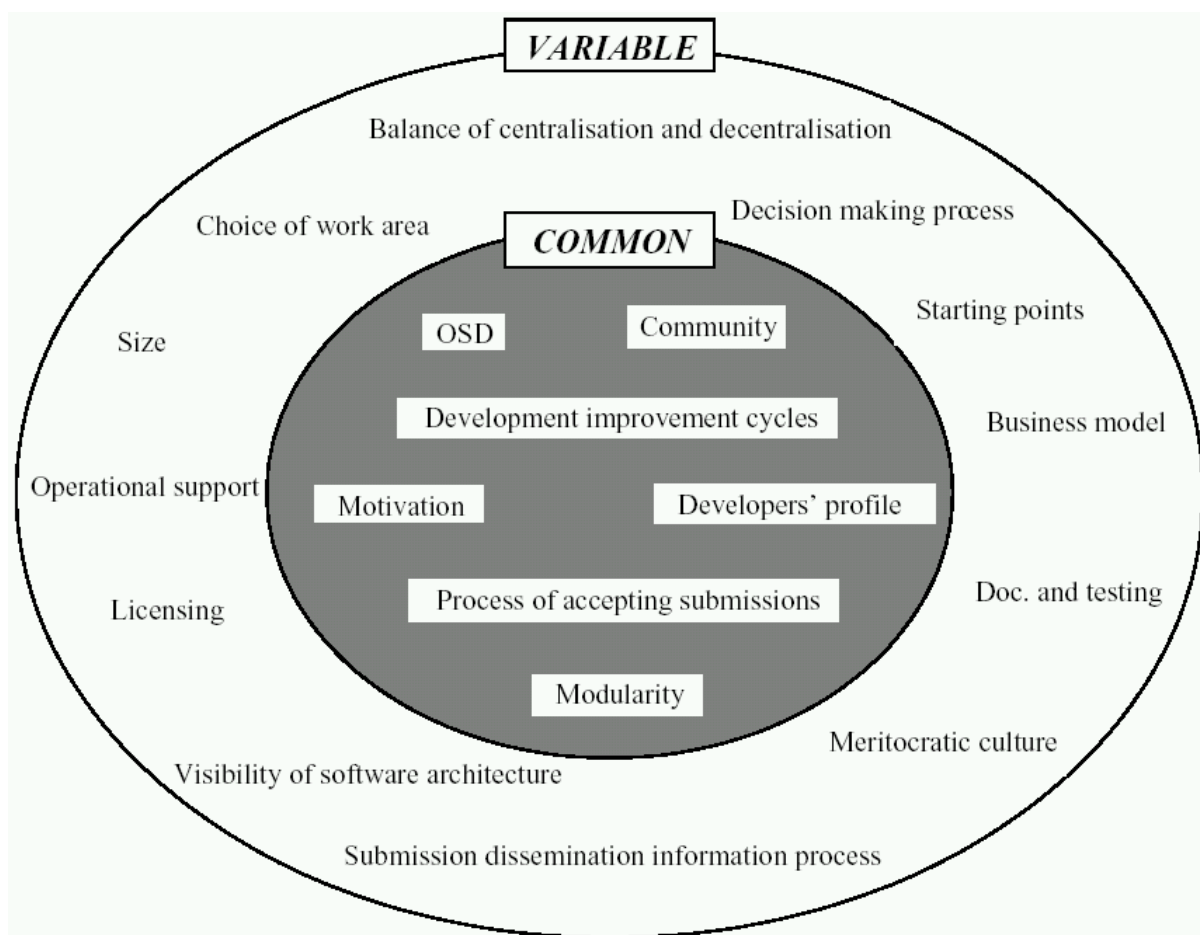 VARIABLE
Balance of centralisation and decentralisation
Decision making process
Choice of work area
COMMON
Starting points
OSD
Community
Size
Development improvement cycles
Business model
Operational support
Motivation
Developers’ profile
Doc. and testing
Process of accepting submissions
Licensing
Modularity
Meritocratic culture
Visibility of software architecture
Submission dissemination information process